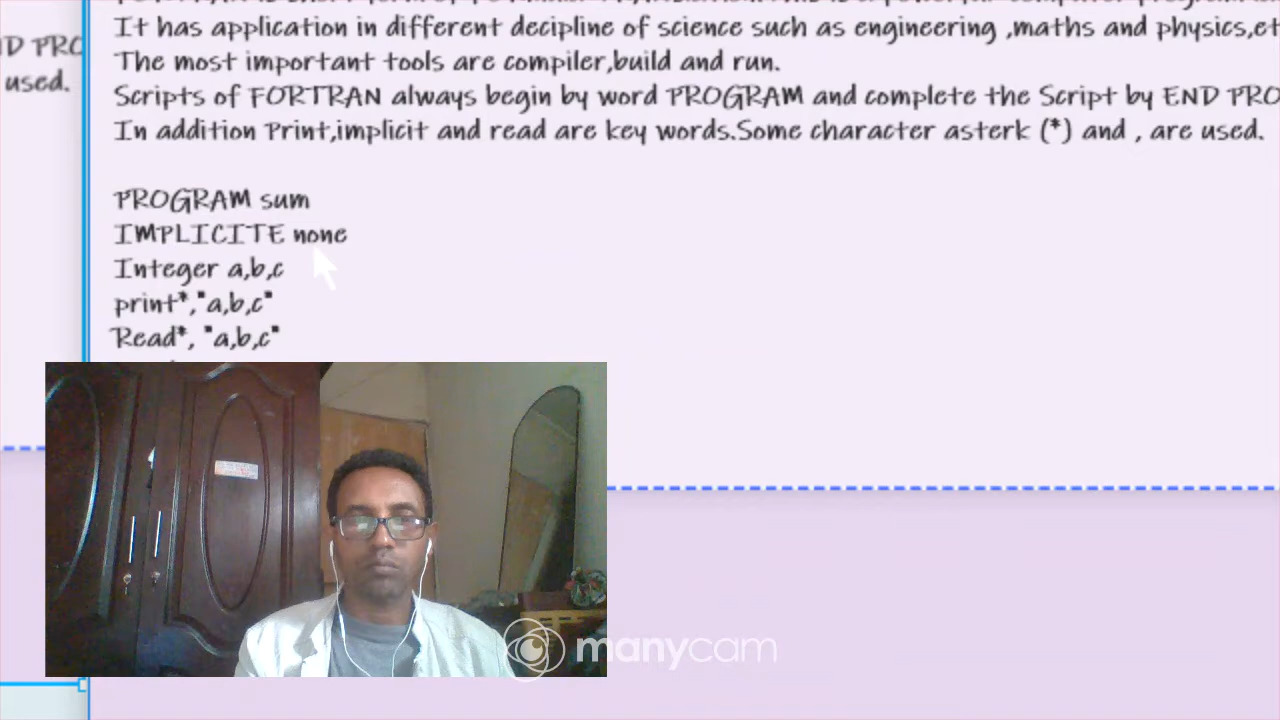 D PRO
used.
It has application in different decipline of science such as engineering ,maths and physics,et
The most important tools are compiler,build and run.
Scripts of FORTRAN always begin by word PROGRAM and complete the Script by END PRO
In addition Print,implicit and read are key words.Some character asterk (*) and , are used.
PROGRAM sum
IMPLICITE none
Integer a,b,c
print*,"a,b,c"
Read*, "a,b,c"
manycam